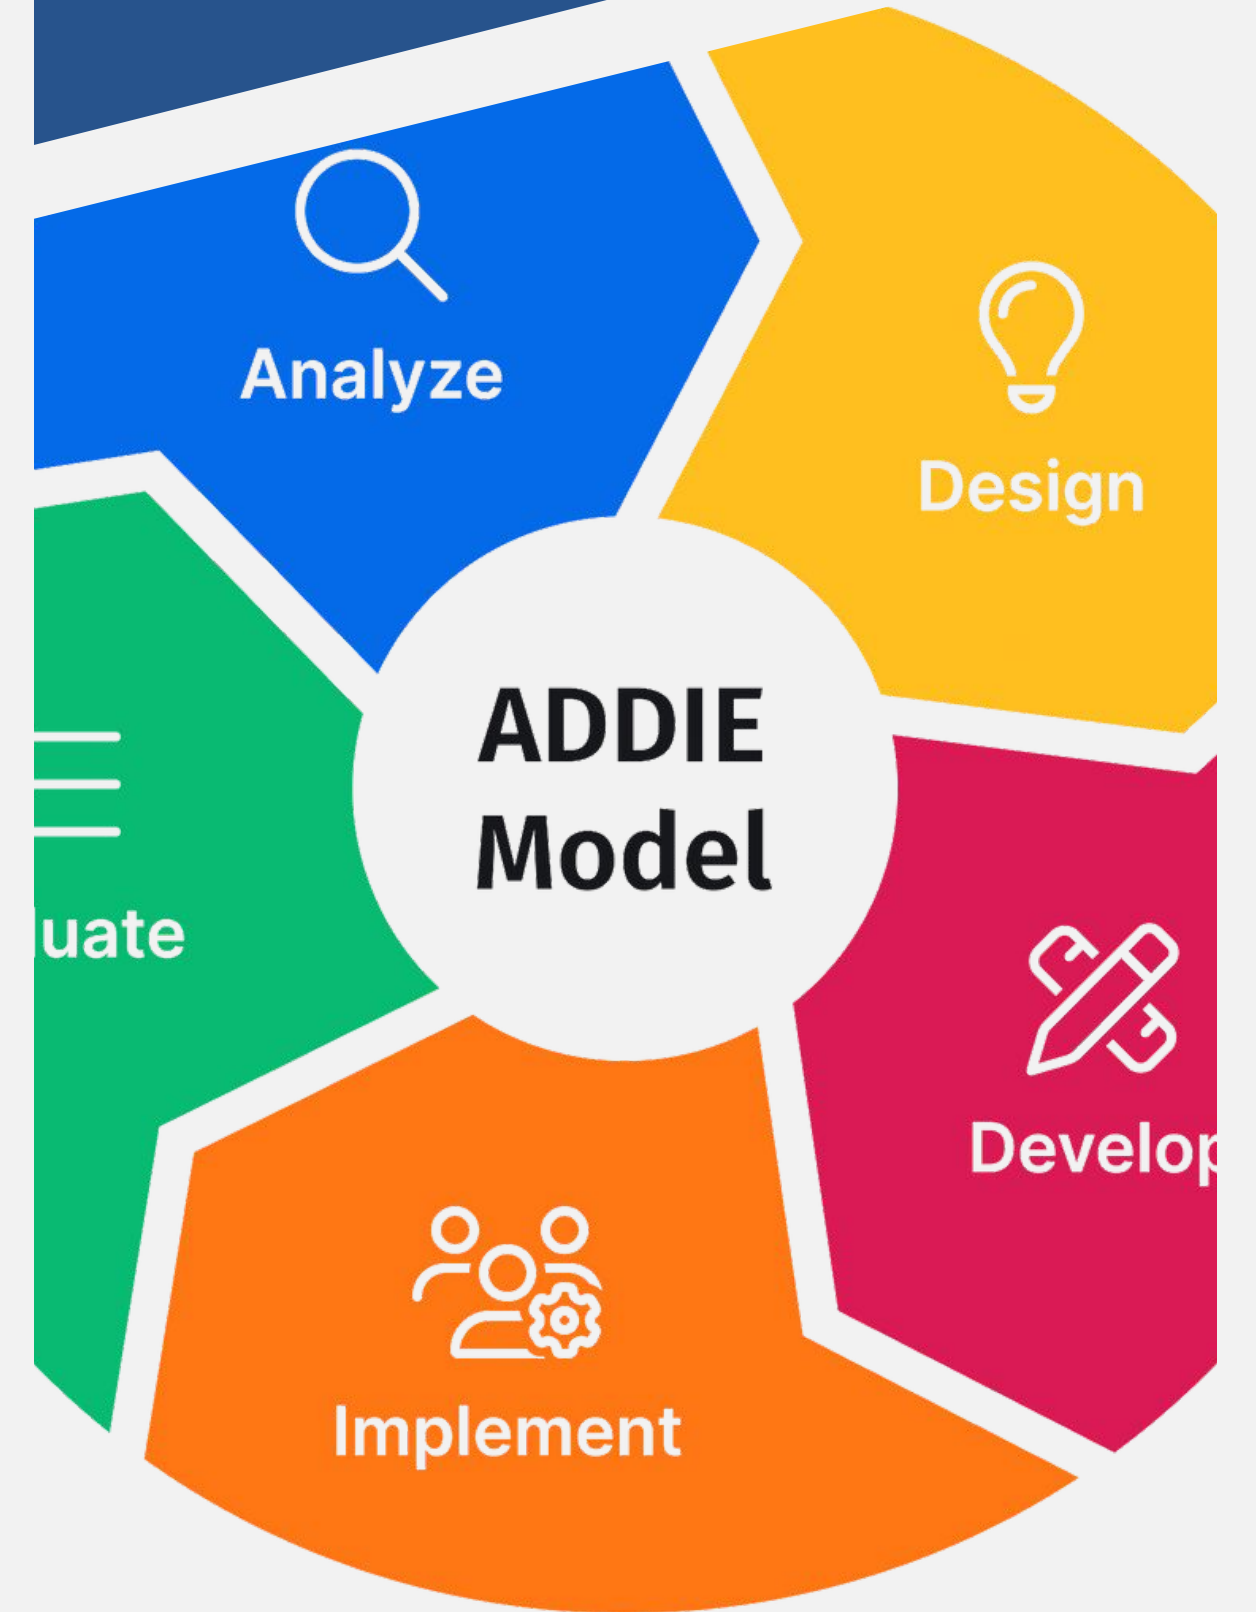 Analyze
Design
ADDIE
Model
Develop
luate
Implement